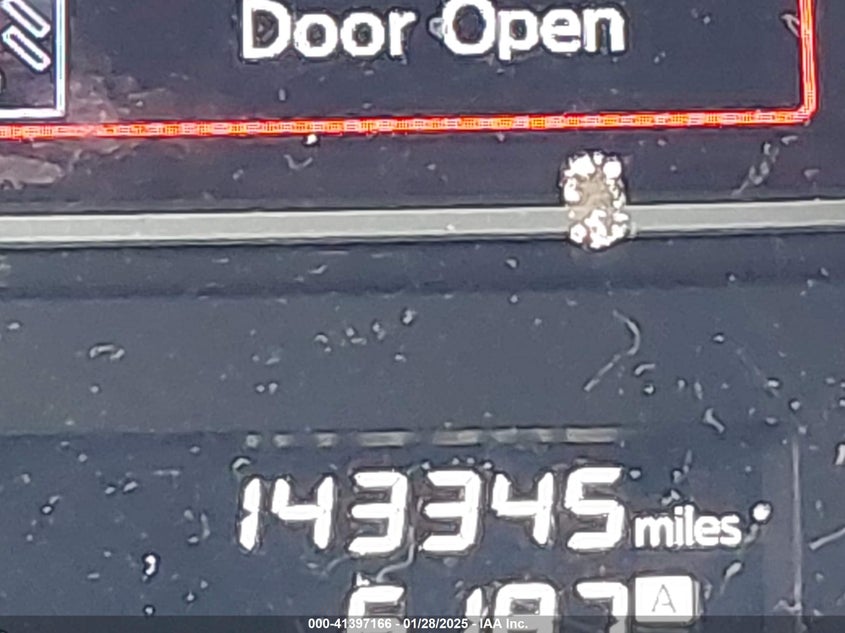 Door Open
143345 miles
A
000-41397166 - 01/28/2025 - IAA Inc.